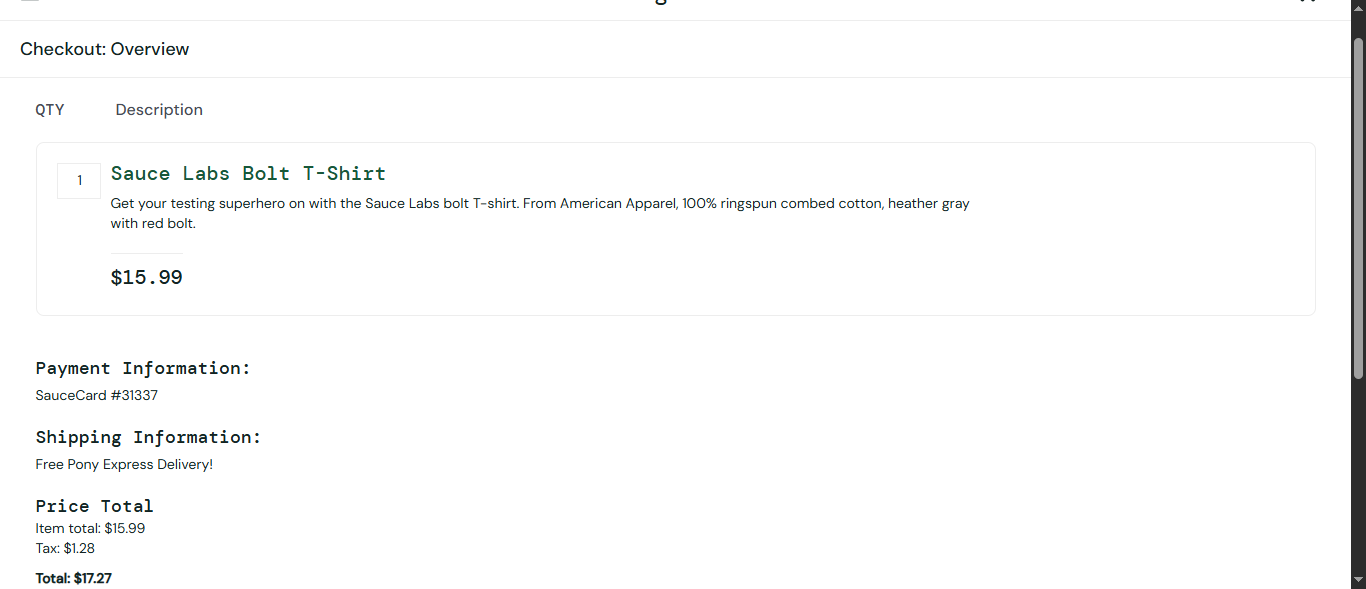 Checkout: Overview
QTY Description
1 Sauce Labs Bolt T-Shirt
Get your testing superhero on with the Sauce Labs bolt T-shirt. From American Apparel, 100% ringspun combed cotton, heather gray
with red bolt.
$15.99
Payment Information:
SauceCard #31337
Shipping Information:
Free Pony Express Delivery!
Price Total
Item total: $15.99
Tax: $1.28
Total: $17.27